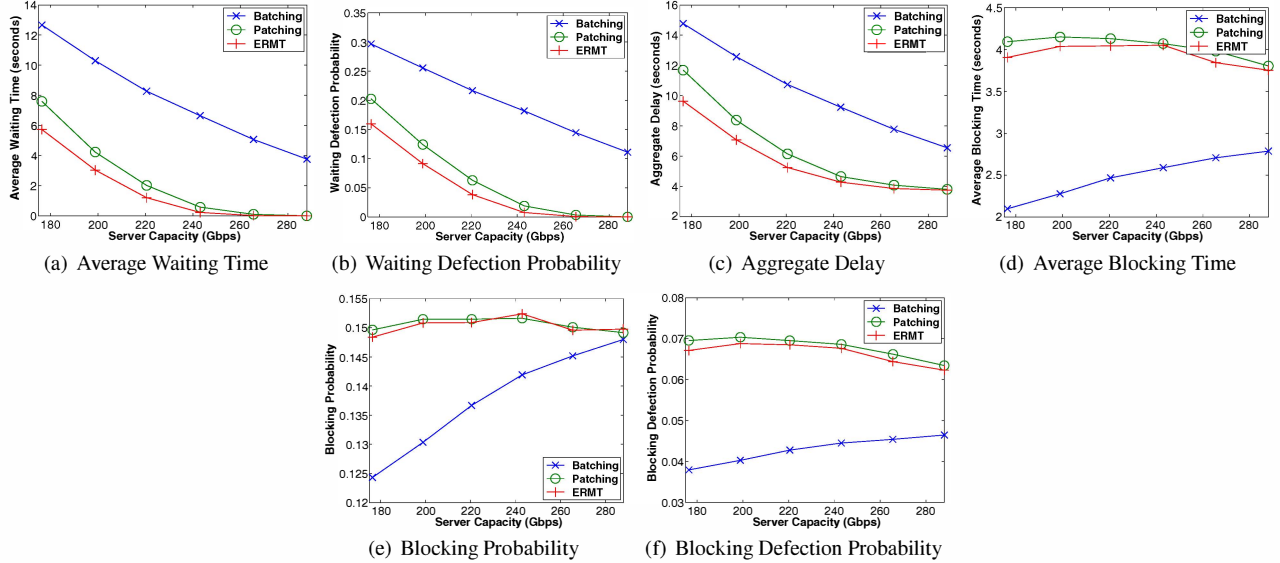 14
12
10
8
6
4
2
0
180 200 220 240 260 280
Average Waiting Time (seconds)
Server Capacity (Gbps)
Batching
Patching
ERMT
(a) Average Waiting Time
0.35
0.3
0.25
0.2
0.15
0.1
0.05
0
180 200 220 240 260 280
Waiting Defection Probability
Server Capacity (Gbps)
Batching
Patching
ERMT
(b) Waiting Defection Probability
16
14
12
10
8
6
4
2
180 200 220 240 260 280
Aggregate Delay (seconds)
Server Capacity (Gbps)
Batching
Patching
ERMT
(c) Aggregate Delay
4.5
4
3.5
3
2.5
2
180 200 220 240 260 280
Average Blocking Time (seconds)
Server Capacity (Gbps)
Batching
Patching
ERMT
(d) Average Blocking Time
0.155
0.15
0.145
0.14
0.135
0.13
0.125
0.12
180 200 220 240 260 280
Blocking Probability
Server Capacity (Gbps)
Batching
Patching
ERMT
(e) Blocking Probability
0.08
0.07
0.06
0.05
0.04
0.03
180 200 220 240 260 280
Blocking Defection Probability
Server Capacity (Gbps)
Batching
Patching
ERMT
(f) Blocking Defection Probability